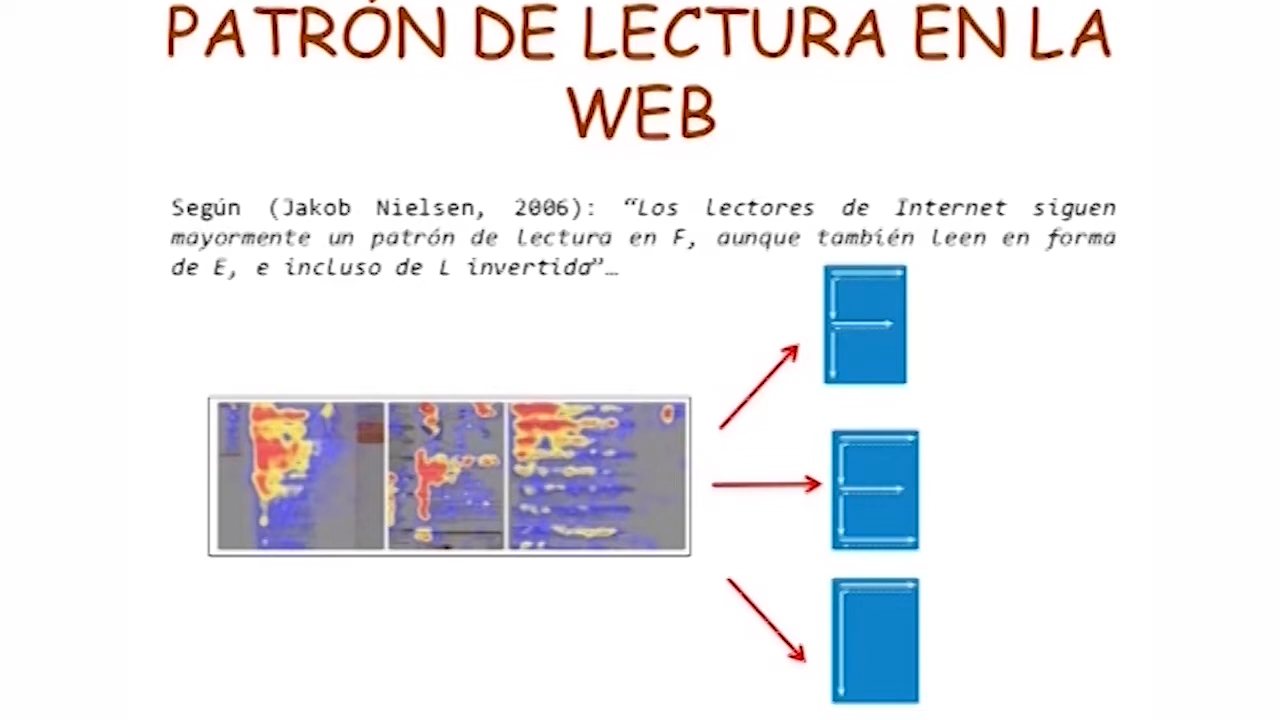 PATRÓN DE LECTURA EN LA
WEB
Según (Jakob Nielsen, 2006): “Los lectores de Internet siguen
mayormente un patrón de lectura en F, aunque también leen en forma
de E, e incluso de L invertida”…